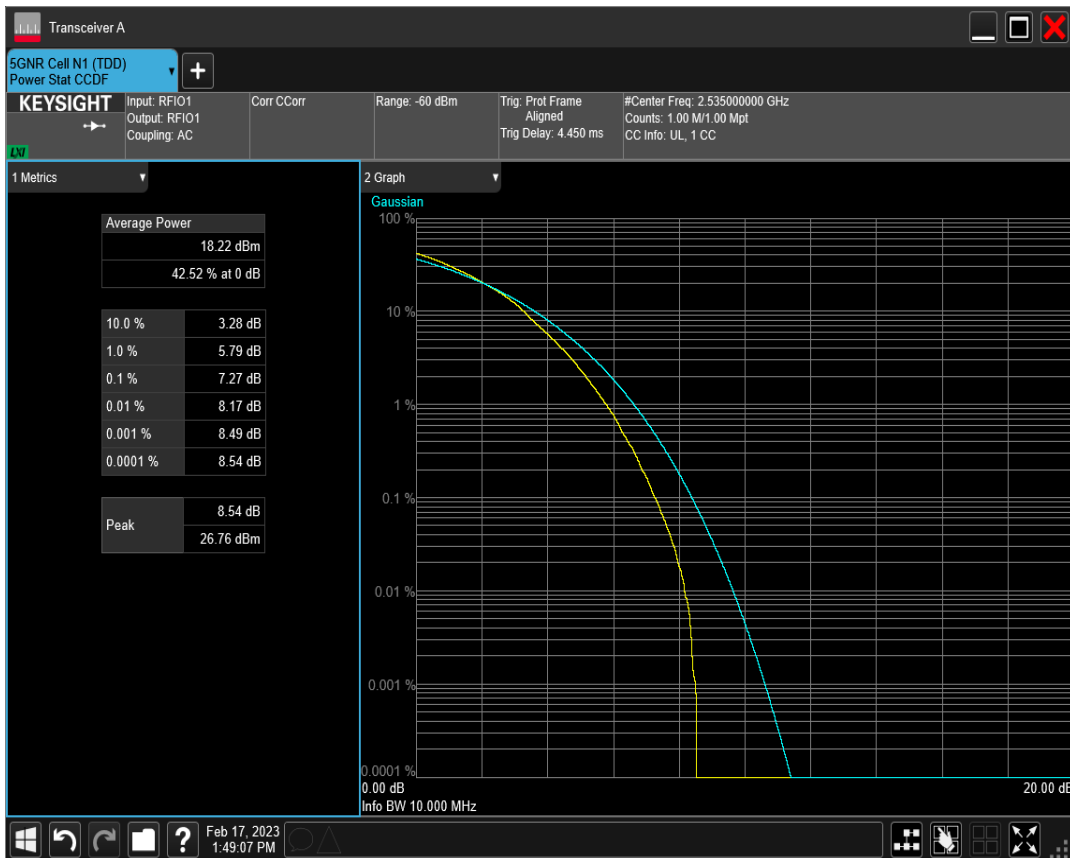 Transceiver A
5GNR Cell N1 (TDD)
Power Stat CCDF
+
KEYSIGHT
LXI
Input: RFIO1
Output: RFIO1
Coupling: AC
Corr CCorr
Range: -60 dBm
Trig: Prot Frame
Aligned
Trig Delay: 4.450 ms
#Center Freq: 2.535000000 GHz
Counts: 1.00 M/1.00 Mpt
CC Info: UL, 1 CC
1 Metrics
Average Power
18.22 dBm
42.52 % at 0 dB
10.0 % 3.28 dB
1.0 % 5.79 dB
0.1 % 7.27 dB
0.01 % 8.17 dB
0.001 % 8.49 dB
0.0001 % 8.54 dB
Peak
8.54 dB
26.76 dBm
2 Graph
Gaussian
100 %
10 %
1 %
0.1 %
0.01 %
0.001 %
0.0001 %
0.00 dB 20.00 dB
Info BW 10.000 MHz
?
Feb 17, 2023
1:49:07 PM